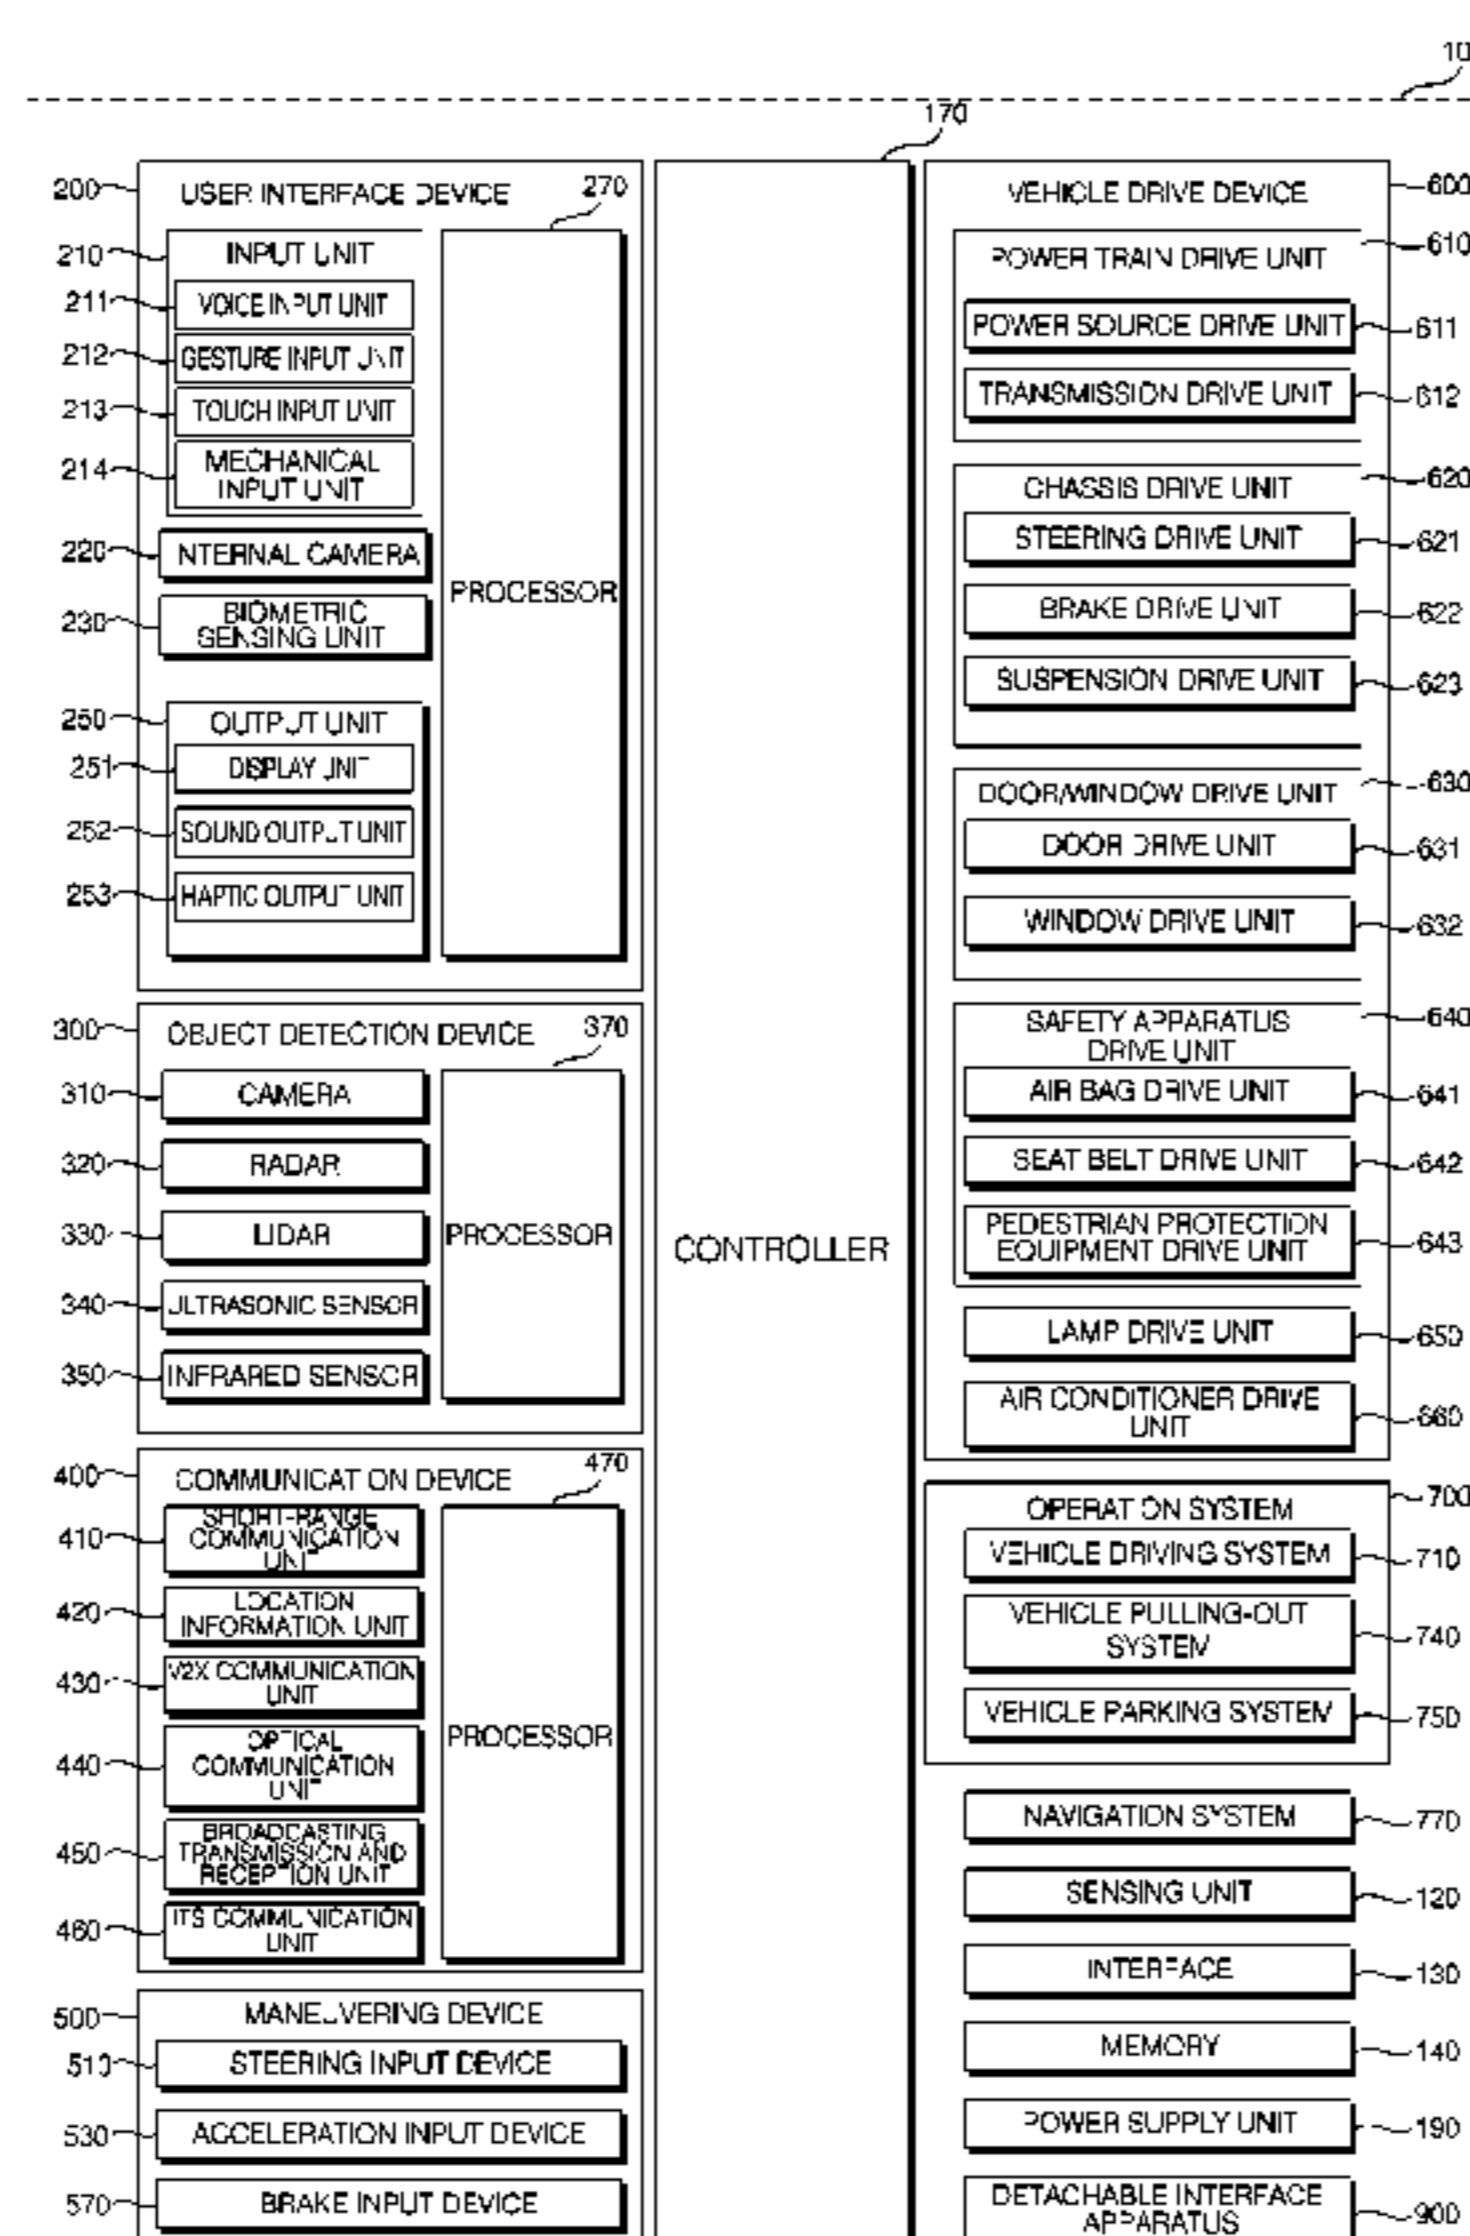 10
170
200 USER INTERFACE DEVICE 270
210 INPUT UNIT
211 VOICE INPUT UNIT
212 GESTURE INPUT UNIT
213 TOUCH INPUT UNIT
214 MECHANICAL
INPUT UNIT
220 INTERNAL CAMERA
230 BIOMETRIC
SENSING UNIT
PROCESSOR
250 OUTPUT UNIT
251 DISPLAY UNIT
252 SOUND OUTPUT UNIT
253 HAPTIC OUTPUT UNIT
300 OBJECT DETECTION DEVICE 370
310 CAMERA
320 RADAR
330 LIDAR
340 ULTRASONIC SENSOR
350 INFRARED SENSOR
PROCESSOR
400 COMMUNICATION DEVICE 470
410 SHORT-RANGE
COMMUNICATION
UNIT
420 LOCATION
INFORMATION UNIT
430 V2X COMMUNICATION
UNIT
440 OPTICAL
COMMUNICATION
UNIT
450 BROADCASTING
TRANSMISSION AND
RECEPTION UNIT
460 ITS COMMUNICATION
UNIT
PROCESSOR
500 MANEUVERING DEVICE
510 STEERING INPUT DEVICE
530 ACCELERATION INPUT DEVICE
570 BRAKE INPUT DEVICE
CONTROLLER
VEHICLE DRIVE DEVICE 600
POWER TRAIN DRIVE UNIT 610
POWER SOURCE DRIVE UNIT 611
TRANSMISSION DRIVE UNIT 612
CHASSIS DRIVE UNIT 620
STEERING DRIVE UNIT 621
BRAKE DRIVE UNIT 622
SUSPENSION DRIVE UNIT 623
DOOR/WINDOW DRIVE UNIT 630
DOOR DRIVE UNIT 631
WINDOW DRIVE UNIT 632
SAFETY APPARATUS 640
DRIVE UNIT
AIR BAG DRIVE UNIT 641
SEAT BELT DRIVE UNIT 642
PEDESTRIAN PROTECTION
EQUIPMENT DRIVE UNIT 643
LAMP DRIVE UNIT 650
AIR CONDITIONER DRIVE
UNIT 660
OPERATION SYSTEM 700
VEHICLE DRIVING SYSTEM 710
VEHICLE PULLING-OUT
SYSTEM 740
VEHICLE PARKING SYSTEM 750
NAVIGATION SYSTEM 770
SENSING UNIT 120
INTERFACE 130
MEMORY 140
POWER SUPPLY UNIT 190
DETACHABLE INTERFACE
APPARATUS 900